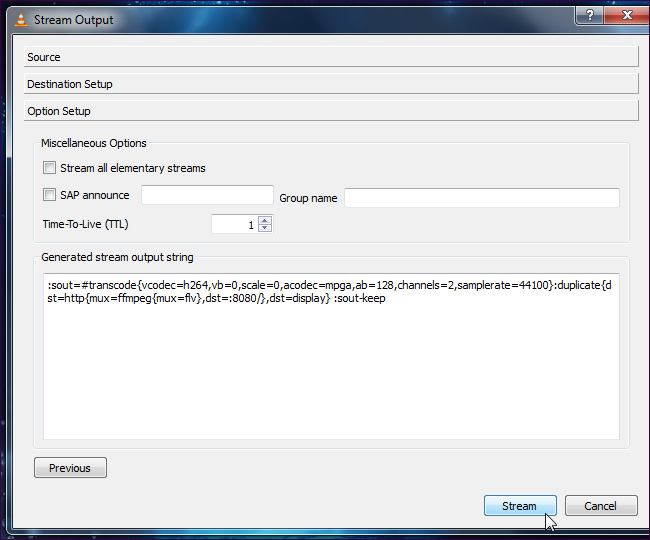 Stream Output
?
Source
Destination Setup
Option Setup
Miscellaneous Options
Stream all elementary streams
SAP announce
Group name
Time-To-Live (TTL)
1
Generated stream output string
:sout=#transcode{vcodec=h264,vb=0,scale=0,acodec=mpga,ab=128,channels=2,samplerate=44100}:duplicate{d
st=http{mux=ffmpeg{mux=flv},dst=:8080/},dst=display} :sout-keep
Previous
Stream
Cancel